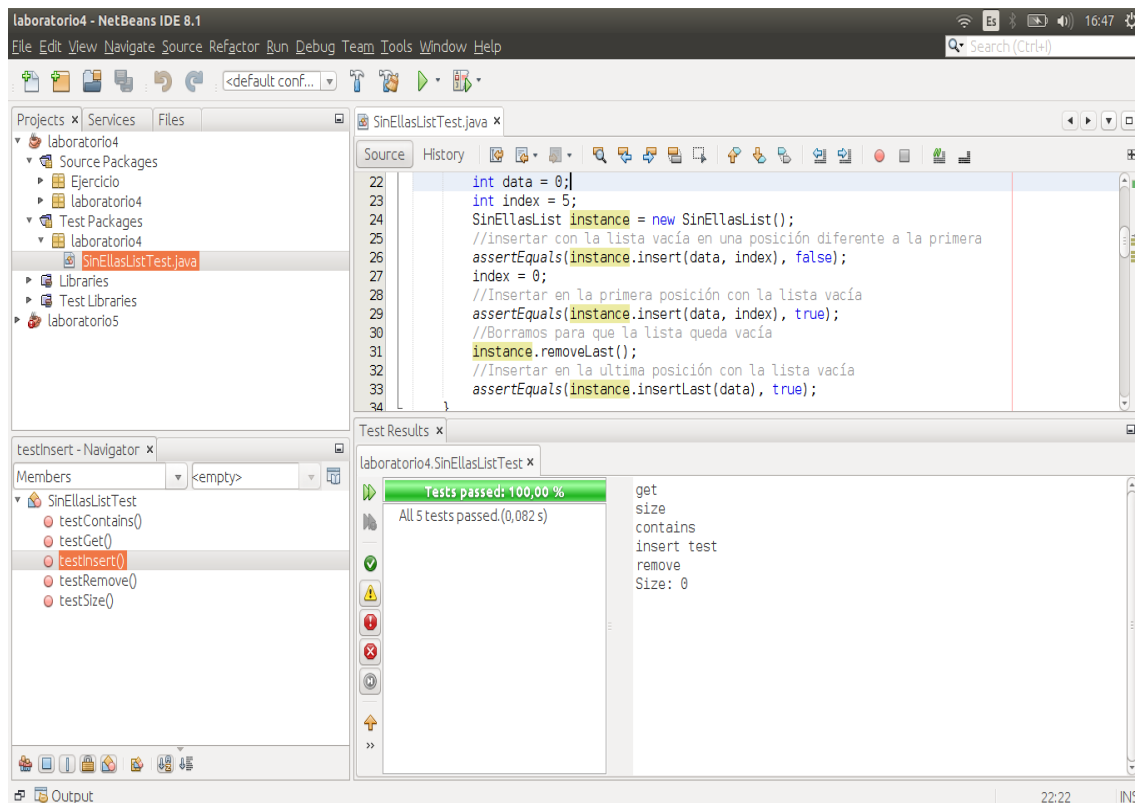 laboratorio4 - NetBeans IDE 8.1
Es
16:47
File Edit View Navigate Source Refactor Run Debug Team Tools Window Help
Search (Ctrl+I)
<default conf...
Projects
Services
Files
laboratorio4
Source Packages
Ejercicio
laboratorio4
Test Packages
laboratorio4
SinEllasListTest.java
Libraries
Test Libraries
laboratorio5
SinEllasListTest.java
Source
History
22 int data = 0;
23 int index = 5;
24 SinEllasList instance = new SinEllasList();
25 //insertar con la lista vacía en una posición diferente a la primera
26 assertEquals(instance.insert(data, index), false);
27 index = 0;
28 //Insertar en la primera posición con la lista vacía
29 assertEquals(instance.insert(data, index), true);
30 //Borramos para que la lista queda vacía
31 instance.removeLast();
32 //Insertar en la ultima posición con la lista vacía
33 assertEquals(instance.insertLast(data), true);
34 }
testInsert - Navigator
Members
<empty>
SinEllasListTest
testContains()
testGet()
testInsert()
testRemove()
testSize()
Test Results
laboratorio4.SinEllasListTest
Tests passed: 100,00 %
All 5 tests passed.(0,082 s)
get
size
contains
insert test
remove
Size: 0
Output
22:22
INS